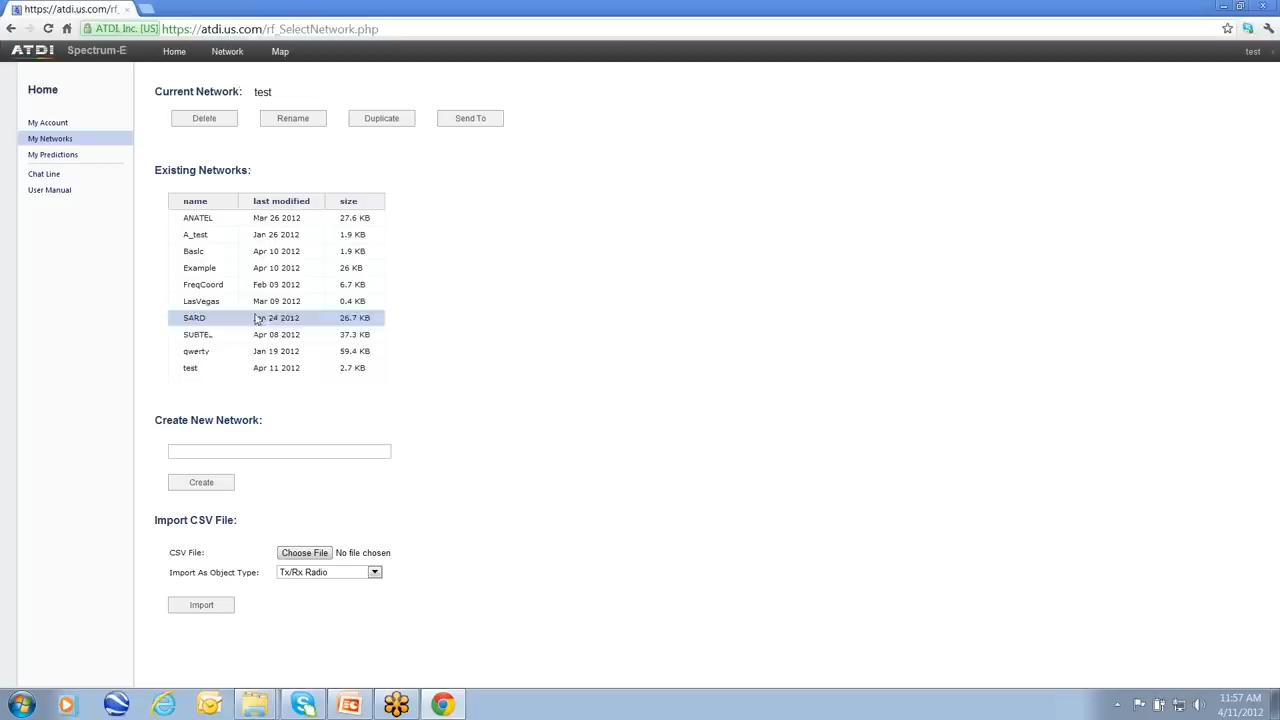 https://atdi.us.com/rf_
ATDI, Inc. [US] https://atdi.us.com/rf_SelectNetwork.php
ATDI Spectrum-E Home Network Map test
Home
My Account
My Networks
My Predictions
Chat Line
User Manual
Current Network: test
Delete Rename Duplicate Send To
Existing Networks:
name last modified size
ANATEL Mar 26 2012 27.6 KB
A_test Jan 26 2012 1.9 KB
Basic Apr 10 2012 1.9 KB
Example Apr 10 2012 26 KB
FreqCoord Feb 03 2012 6.7 KB
LasVegas Mar 09 2012 0.4 KB
SARD Jan 24 2012 26.7 KB
SUBTEL Apr 08 2012 37.3 KB
qwerty Jan 19 2012 59.4 KB
test Apr 11 2012 2.7 KB
Create New Network:
Create
Import CSV File:
CSV File: Choose File No file chosen
Import As Object Type: Tx/Rx Radio
Import
11:57 AM
4/11/2012